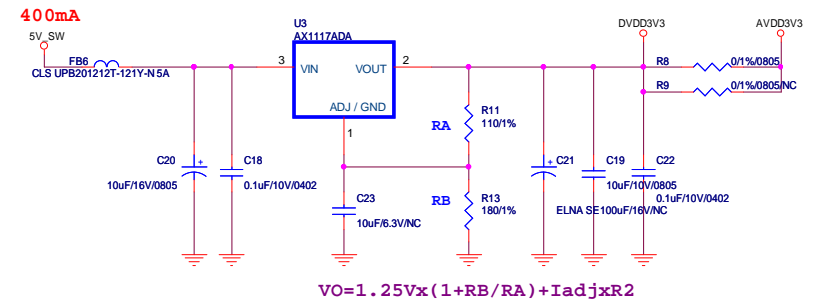 400mA
5V_SW
FB6
CLS UPB201212T-121Y-N 5A
U3
AX1117ADA
3
VIN
VOUT
2
ADJ / GND
1
DVDD3V3
AVDD3V3
R8
0/1%/0805
R9
0/1%/0805/NC
RA
R11
110/1%
C20
+
10uF/16V/0805
C18
0.1uF/10V/0402
C23
10uF/6.3V/NC
RB
R13
180/1%
+
C21
ELNA SE100uF/16V/NC
C19
10uF/10V/0805
C22
0.1uF/10V/0402
VO=1.25Vx(1+RB/RA)+IadjxR2